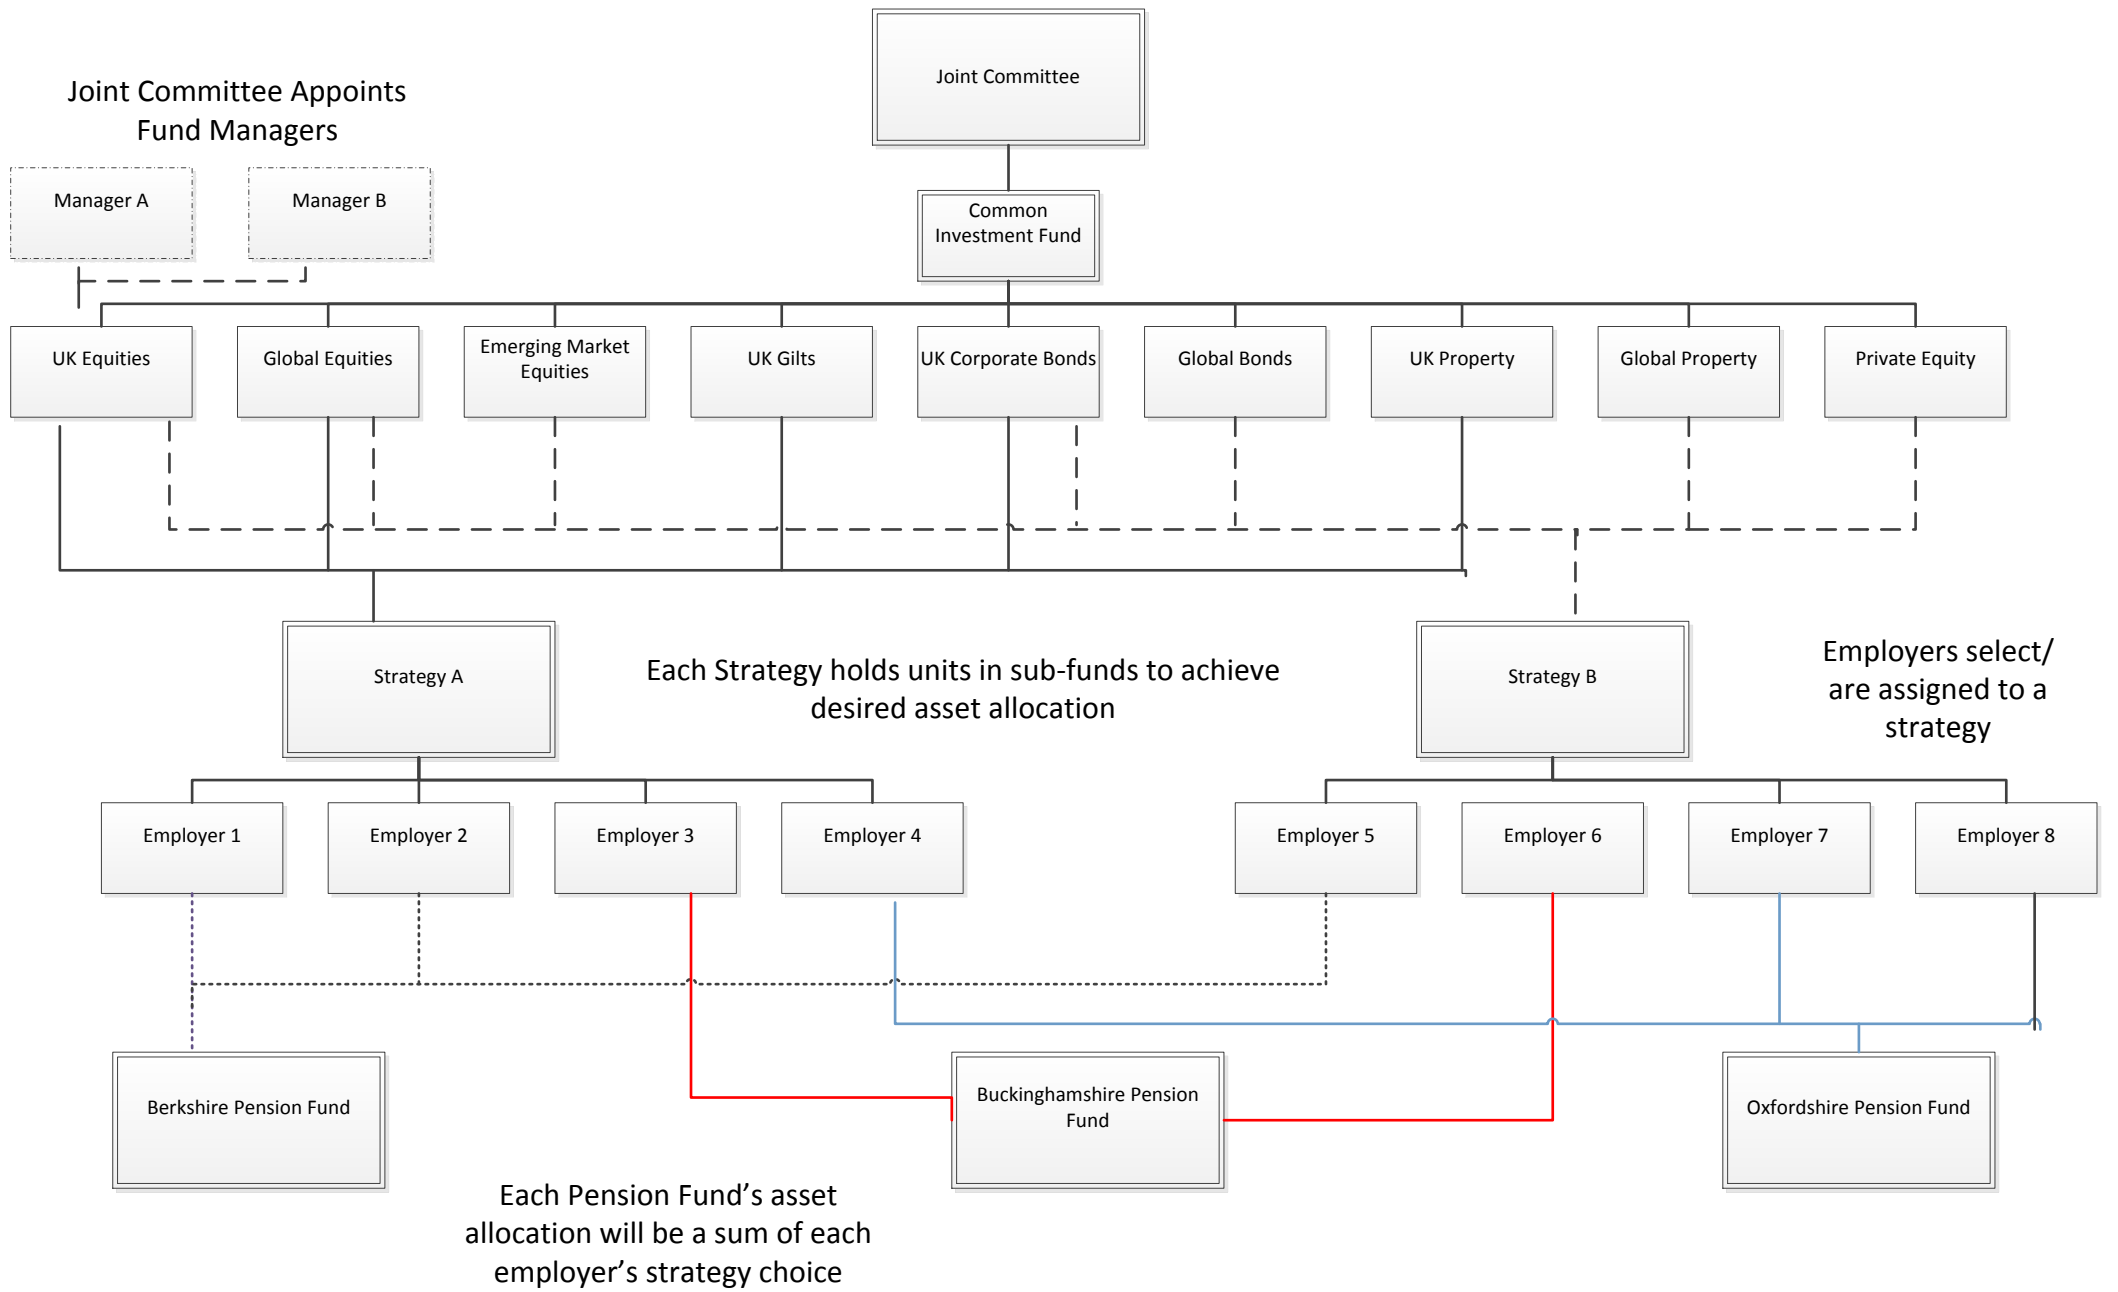 Joint Committee
Joint Committee Appoints
Fund Managers
Manager A
Manager B
Common
Investment Fund
UK Equities
Global Equities
Emerging Market
Equities
UK Gilts
UK Corporate Bonds
Global Bonds
UK Property
Global Property
Private Equity
Strategy A
Each Strategy holds units in sub-funds to achieve
desired asset allocation
Strategy B
Employers select/
are assigned to a
strategy
Employer 1
Employer 2
Employer 3
Employer 4
Employer 5
Employer 6
Employer 7
Employer 8
Berkshire Pension Fund
Buckinghamshire Pension
Fund
Oxfordshire Pension Fund
Each Pension Fund’s asset
allocation will be a sum of each
employer’s strategy choice